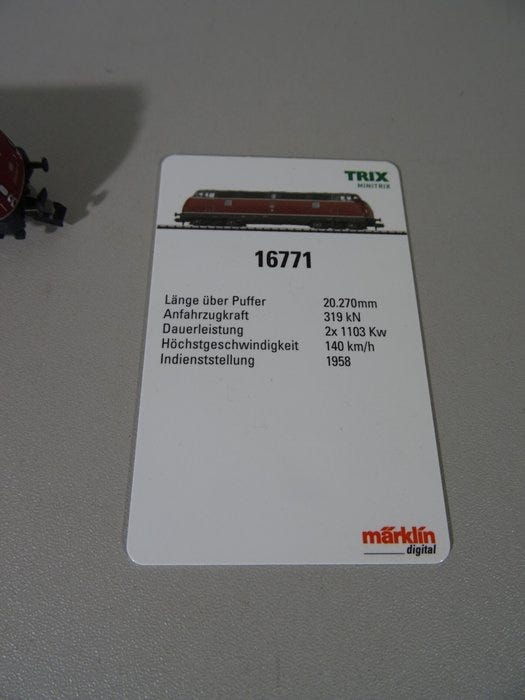 TRIX
MINITRIX
16771
Länge über Puffer 20.270mm
Anfahrzugkraft 319 kN
Dauerleistung 2x 1103 Kw
Höchstgeschwindigkeit 140 km/h
Indienststellung 1958
märklin
digital